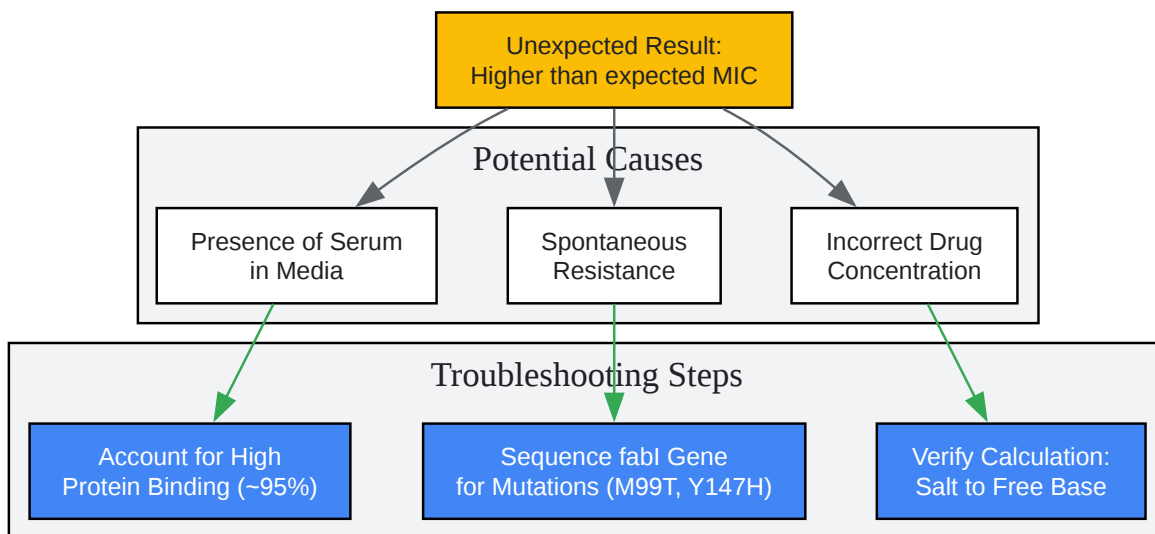 Unexpected Result:
Higher than expected MIC
Potential Causes
Presence of Serum
in Media
Spontaneous
Resistance
Incorrect Drug
Concentration
Troubleshooting Steps
Account for High
Protein Binding (~95%)
Sequence fabI Gene
for Mutations (M99T, Y147H)
Verify Calculation:
Salt to Free Base